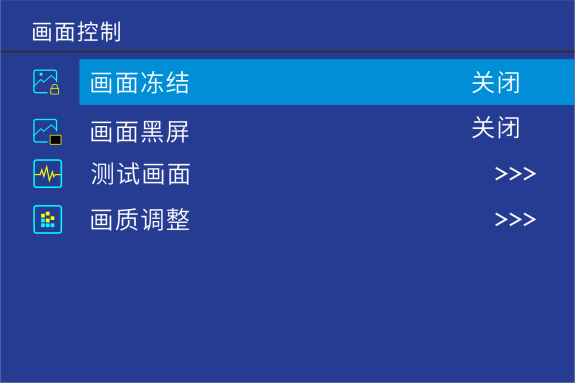 画面控制
画面冻结 关闭
画面黑屏 关闭
测试画面 >>>
画质调整 >>>